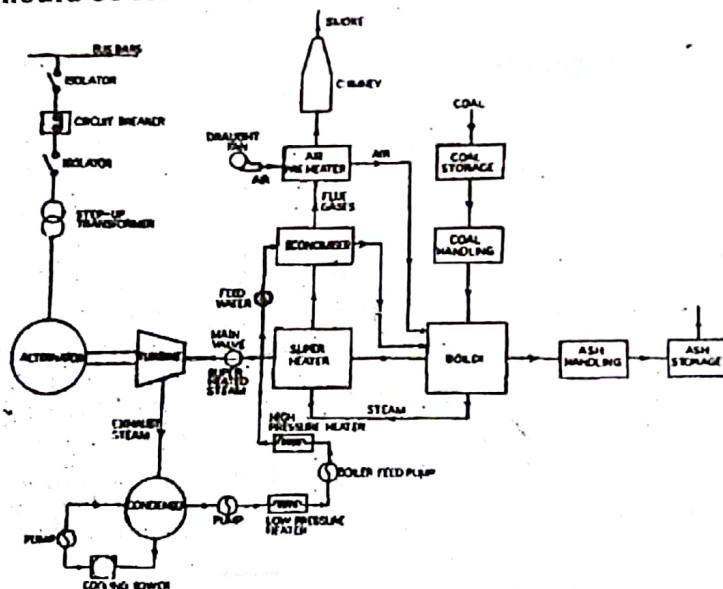 SMOKE
BUS BARS
ISOLATOR
CHIMNEY
COAL
CIRCUIT BREAKER
DRAUGHT
FAN
AIR
PREHEATER
AIR
COAL
STORAGE
ISOLATOR
AIR
FLUE
GASES
STEP-UP
TRANSFORMER
ECONOMISER
COAL
HANDLING
FEED
WATER
MAIN
VALVE
ALTERNATOR
TURBINE
SUPER
HEATER
BOILER
ASH
HANDLING
ASH
STORAGE
SUPER
HEATED
STEAM
STEAM
EXHAUST
STEAM
HIGH
PRESSURE HEATER
BOILER FEED PUMP
CONDENSER
PUMP
LOW PRESSURE
HEATER
PUMP
COOLING TOWER